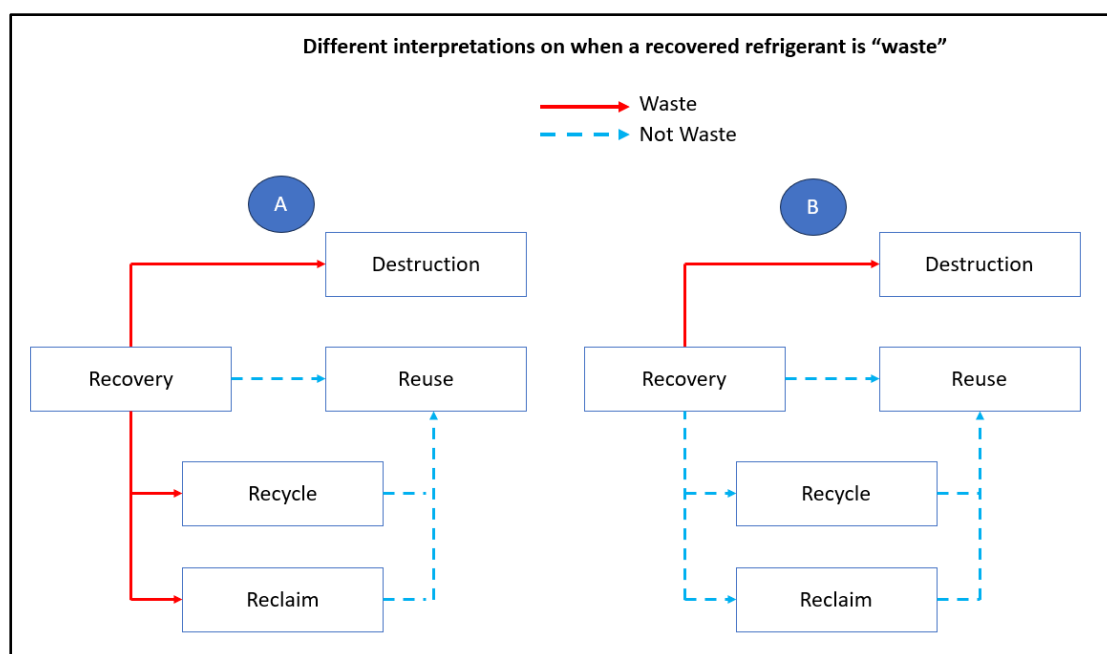 Different interpretations on when a recovered refrigerant is “waste”
Waste
Not Waste
A
Destruction
Recovery
Reuse
Recycle
Reclaim
B
Destruction
Recovery
Reuse
Recycle
Reclaim